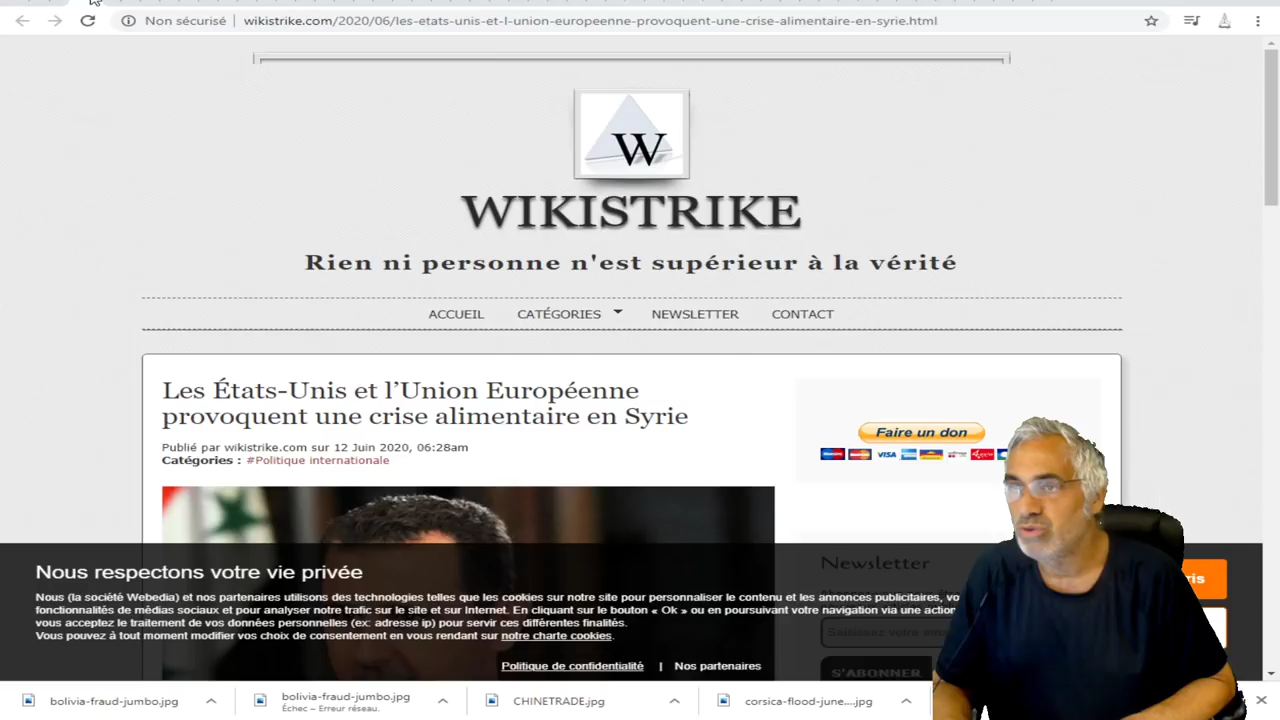 Non sécurisé | wikistrike.com/2020/06/les-etats-unis-et-l-union-europeenne-provoquent-une-crise-alimentaire-en-syrie.html
W
WIKISTRIKE
Rien ni personne n'est supérieur à la vérité
ACCUEIL CATÉGORIES NEWSLETTER CONTACT
Les États-Unis et l'Union Européenne
provoquent une crise alimentaire en Syrie
Publié par wikistrike.com sur 12 Juin 2020, 06:28am
Catégories : #Politique internationale
Faire un don
VISA
Newsletter
Nous respectons votre vie privée
Nous (la société Webedia) et nos partenaires utilisons des technologies telles que les cookies sur notre site pour personnaliser le contenu et les annonces publicitaires,
fonctionnalités de médias sociaux et pour analyser notre trafic sur le site et sur Internet. En cliquant sur le bouton « Ok » ou en poursuivant votre navigation via une action
vous acceptez le traitement de vos données personnelles (ex: adresse ip) pour servir ces différentes finalités.
Vous pouvez à tout moment modifier vos choix de consentement en vous rendant sur notre charte cookies.
Saisissez votre
Politique de confidentialité | Nos partenaires
S'ABONNER
bolivia-fraud-jumbo.jpg
bolivia-fraud-jumbo.jpg
Échec – Erreur réseau.
CHINETRADE.jpg
corsica-flood-june....jpg